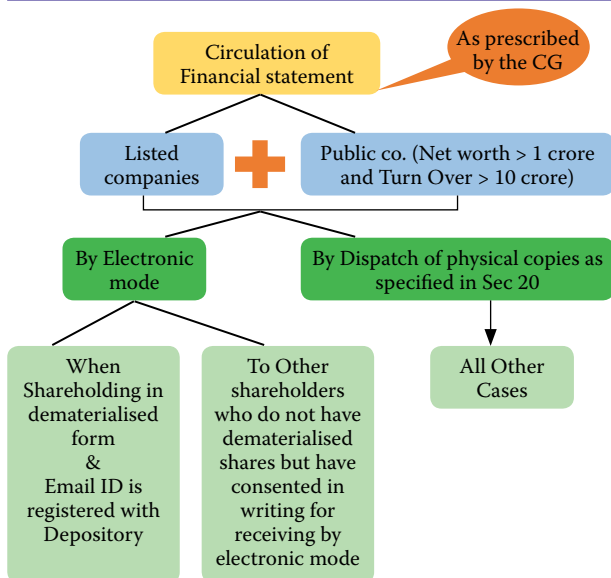 Circulation of
Financial statement
As prescribed
by the CG
Listed
companies
Public co. (Net worth > 1 crore
and Turn Over > 10 crore)
By Electronic
mode
By Dispatch of physical copies as
specified in Sec 20
When
Shareholding in
dematerialised
form
&
Email ID is
registered with
Depository
To Other
shareholders
who do not have
dematerialised
shares but have
consented in
writing for
receiving by
electronic mode
All Other
Cases